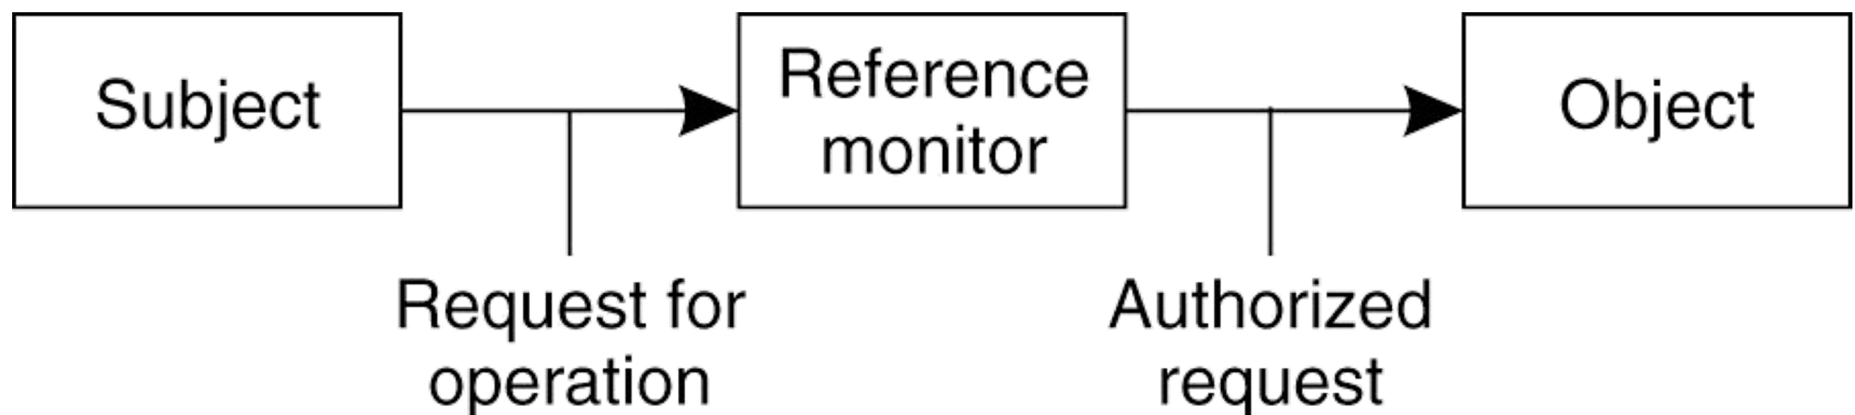 Subject
Reference
monitor
Object
Request for
operation
Authorized
request